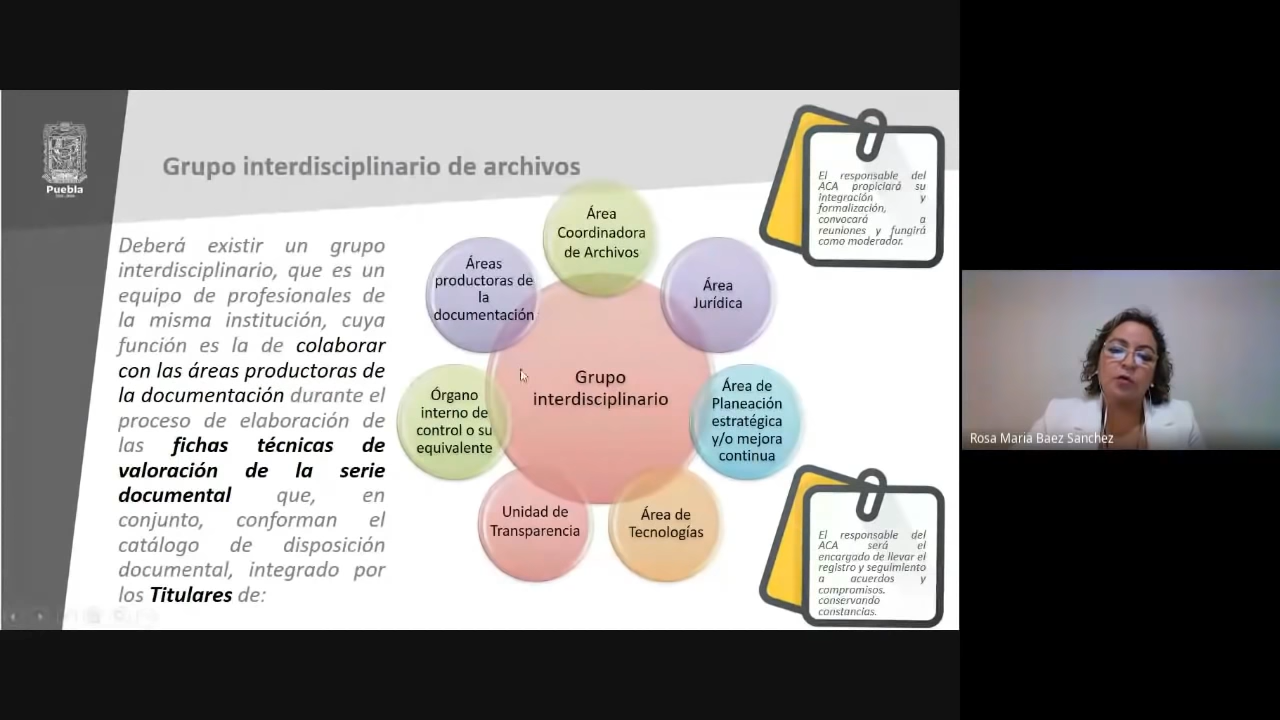 Puebla
Grupo interdisciplinario de archivos
Deberá existir un grupo
interdisciplinario, que es un
equipo de profesionales de
la misma institución, cuya
función es la de colaborar
con las áreas productoras de
la documentación durante el
proceso de elaboración de
las fichas técnicas de
valoración de la serie
documental que, en
conjunto, conforman el
catálogo de disposición
documental, integrado por
los Titulares de:
Área
Coordinadora
de Archivos
Áreas
productoras de
la
documentación
Área
Jurídica
Grupo
interdisciplinario
Órgano
interno de
control o su
equivalente
Área de
Planeación
estratégica
y/o mejora
continua
Unidad de
Transparencia
Área de
Tecnologías
El responsable del
ACA propiciará su
integración y
formalización,
convocará a
reuniones y fungirá
como moderador.
El responsable del
ACA será el
encargado de llevar el
registro y seguimiento
a acuerdos y
compromisos.
conservando
constancias.
Rosa Maria Baez Sanchez